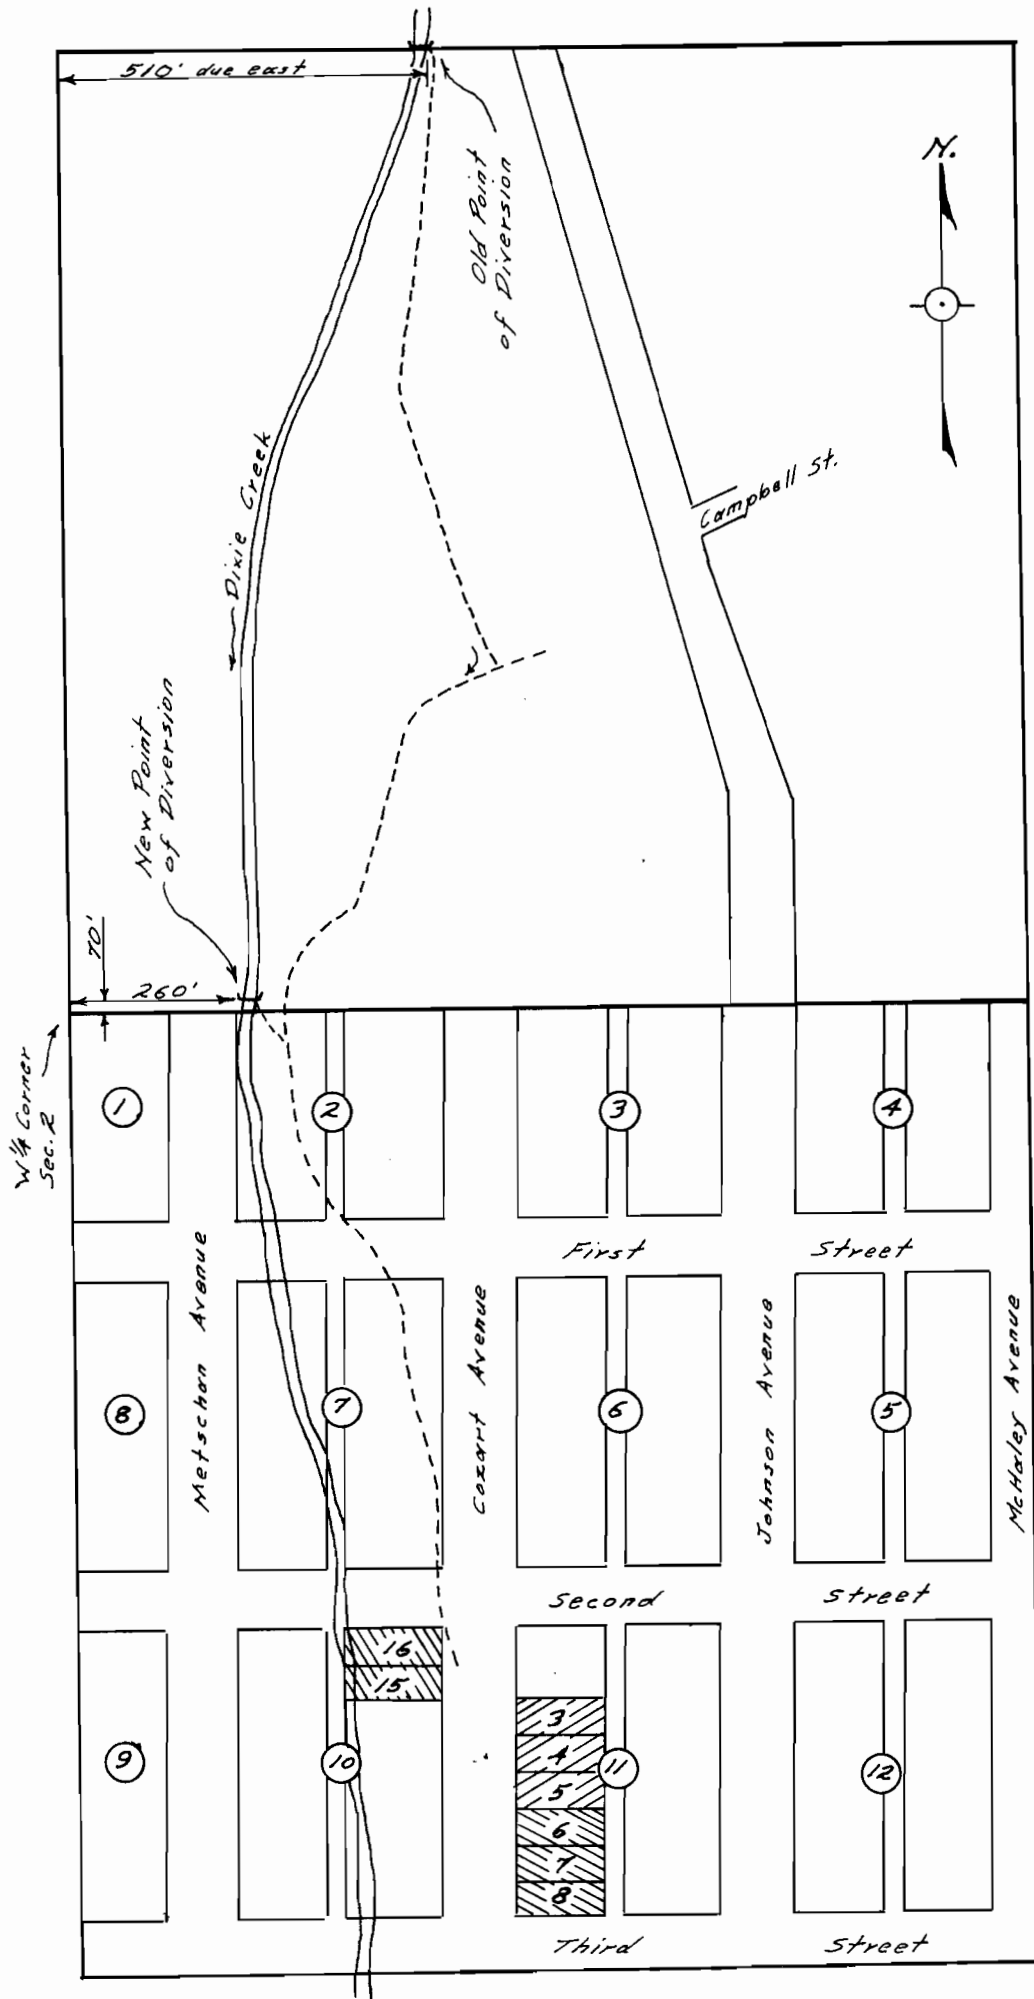 510' due east
N.
Old Point
of Diversion
Dixie Creek
Campbell St.
New Point
of Diversion
70'
260'
W 1/4 Corner
Sec. 2
1
2
3
4
First Street
Metschan Avenue
Cozart Avenue
Johnson Avenue
McHaley Avenue
8
7
6
5
Second Street
16
15
3
4
5
6
7
8
9
10
11
12
Third Street